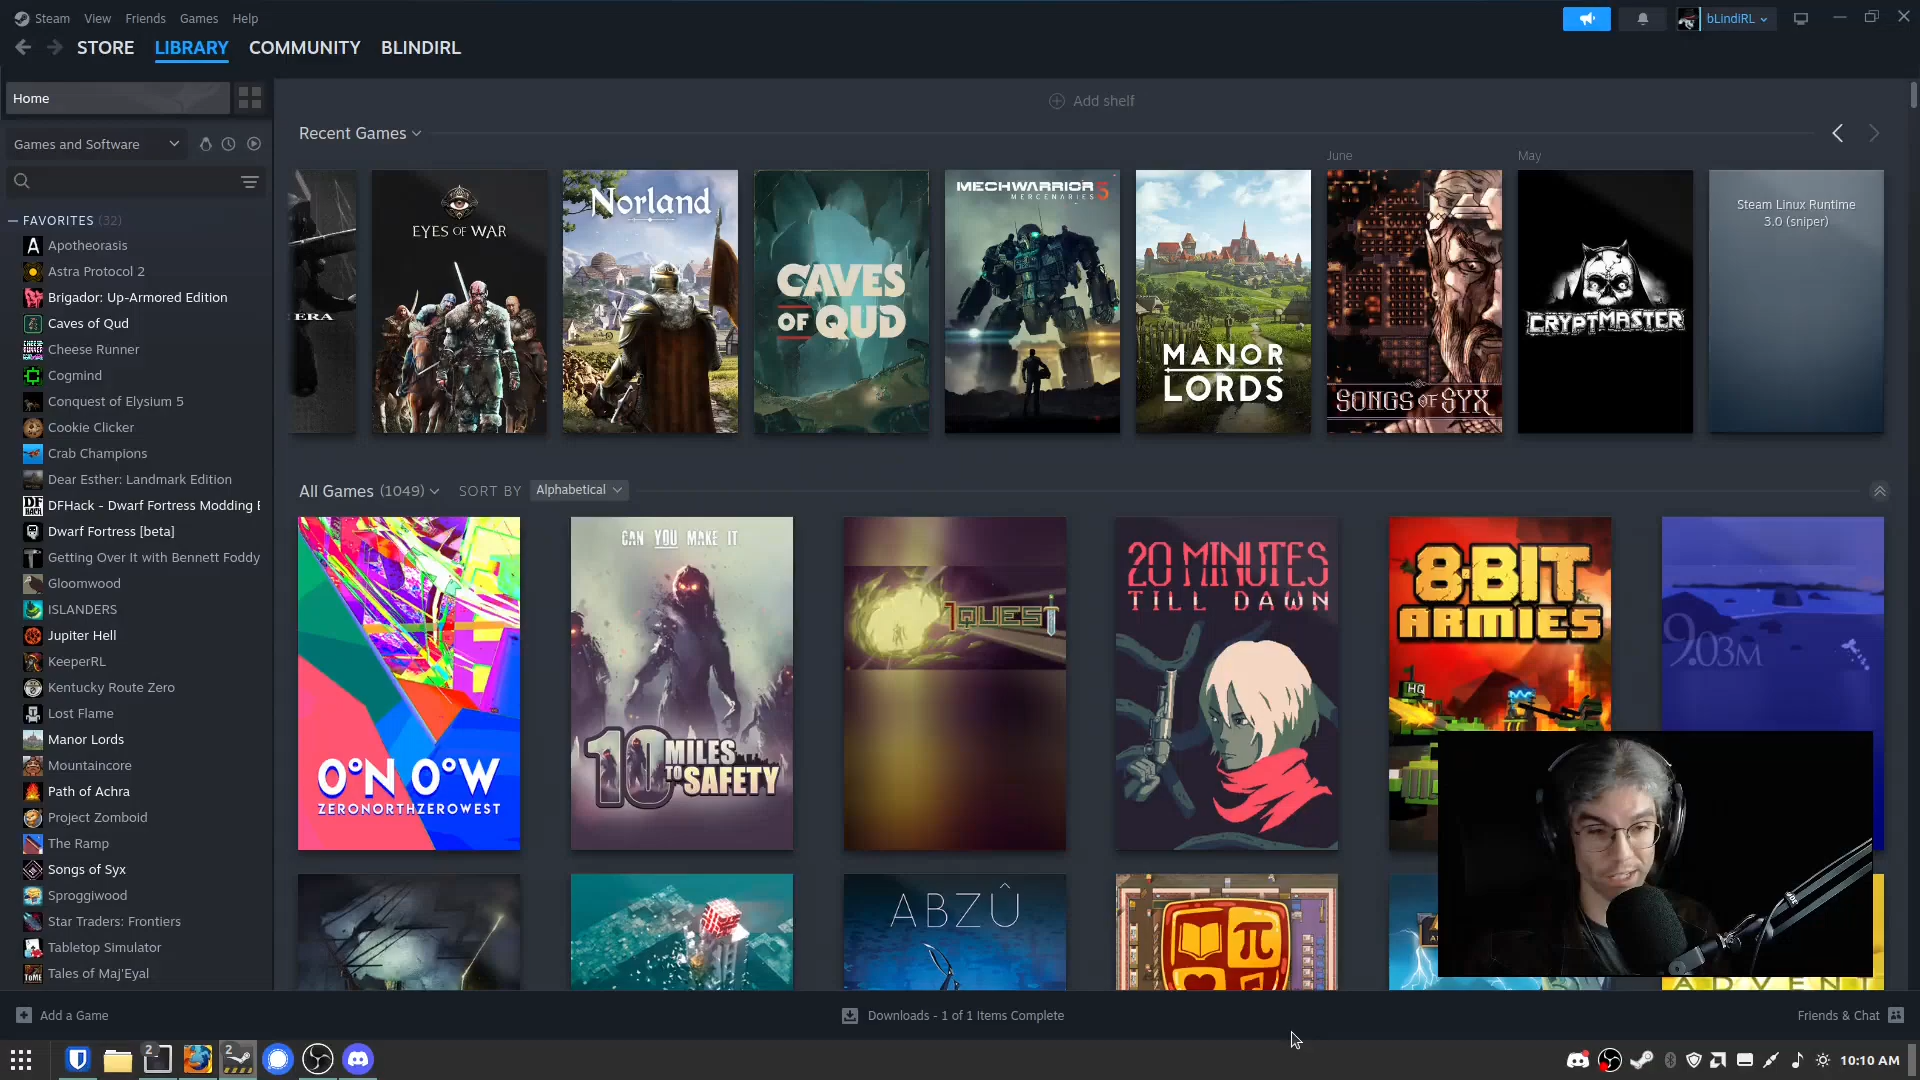 Steam View Friends Games Help
bLindiRL
STORE LIBRARY COMMUNITY BLINDIRL
Home
Add shelf
Recent Games
Games and Software
June
May
ERA
EYES OF WAR
Norland
CAVES
OF QUD
MECHWARRIOR 5
MERCENARIES
MANOR
LORDS
SONGS OF SYX
CRYPTMASTER
Steam Linux Runtime
3.0 (sniper)
FAVORITES (32)
Apotheorasis
Astra Protocol 2
Brigador: Up-Armored Edition
Caves of Qud
Cheese Runner
Cogmind
Conquest of Elysium 5
Cookie Clicker
Crab Champions
Dear Esther: Landmark Edition
DFHack - Dwarf Fortress Modding E
Dwarf Fortress [beta]
Getting Over It with Bennett Foddy
Gloomwood
ISLANDERS
Jupiter Hell
KeeperRL
Kentucky Route Zero
Lost Flame
Manor Lords
Mountaincore
Path of Achra
Project Zomboid
The Ramp
Songs of Syx
Sproggiwood
Star Traders: Frontiers
Tabletop Simulator
Tales of Maj'Eyal
All Games (1049) SORT BY Alphabetical
0°N 0°W
ZERONORTHZEROWEST
CAN YOU MAKE IT
10 MILES
TO SAFETY
1QUEST
20 MINUTES
TILL DAWN
8-BIT
ARMIES
HQ
9.03M
ABZÛ
ADVENT
Add a Game
Downloads - 1 of 1 Items Complete
Friends & Chat
2
2
10:10 AM